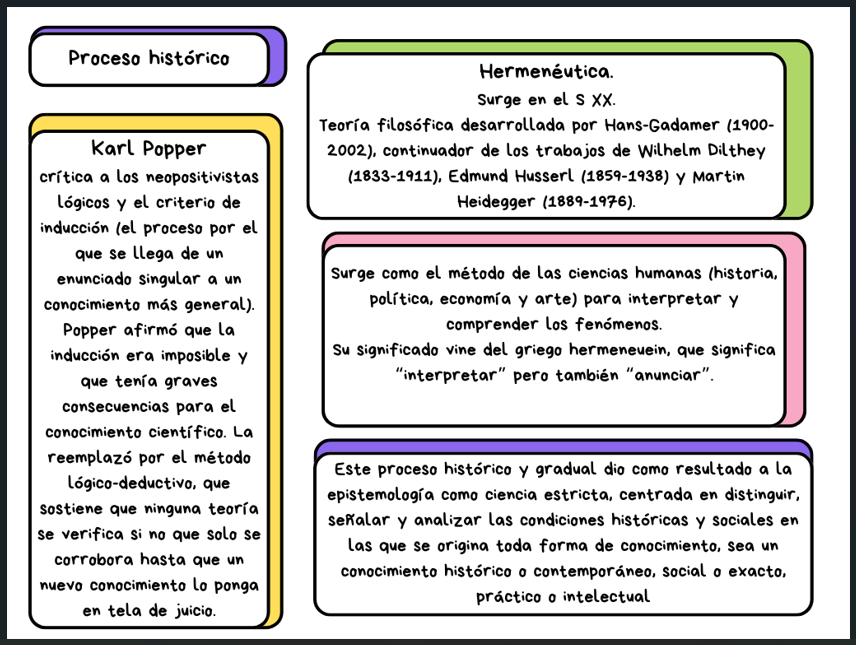 Proceso histórico
Karl Popper
crítica a los neopositivistas
lógicos y el criterio de
inducción (el proceso por el
que se llega de un
enunciado singular a un
conocimiento más general).
Popper afirmó que la
inducción era imposible y
que tenía graves
consecuencias para el
conocimiento científico. La
reemplazó por el método
lógico-deductivo, que
sostiene que ninguna teoría
se verifica si no que solo se
corrobora hasta que un
nuevo conocimiento lo ponga
en tela de juicio.
Hermenéutica.
Surge en el S XX.
Teoría filosófica desarrollada por Hans-Gadamer (1900-
2002), continuador de los trabajos de Wilhelm Dilthey
(1833-1911), Edmund Husserl (1859-1938) y Martin
Heidegger (1889-1976).
Surge como el método de las ciencias humanas (historia,
política, economía y arte) para interpretar y
comprender los fenómenos.
Su significado vine del griego hermeneuein, que significa
“interpretar” pero también “anunciar”.
Este proceso histórico y gradual dio como resultado a la
epistemología como ciencia estricta, centrada en distinguir,
señalar y analizar las condiciones históricas y sociales en
las que se origina toda forma de conocimiento, sea un
conocimiento histórico o contemporáneo, social o exacto,
práctico o intelectual